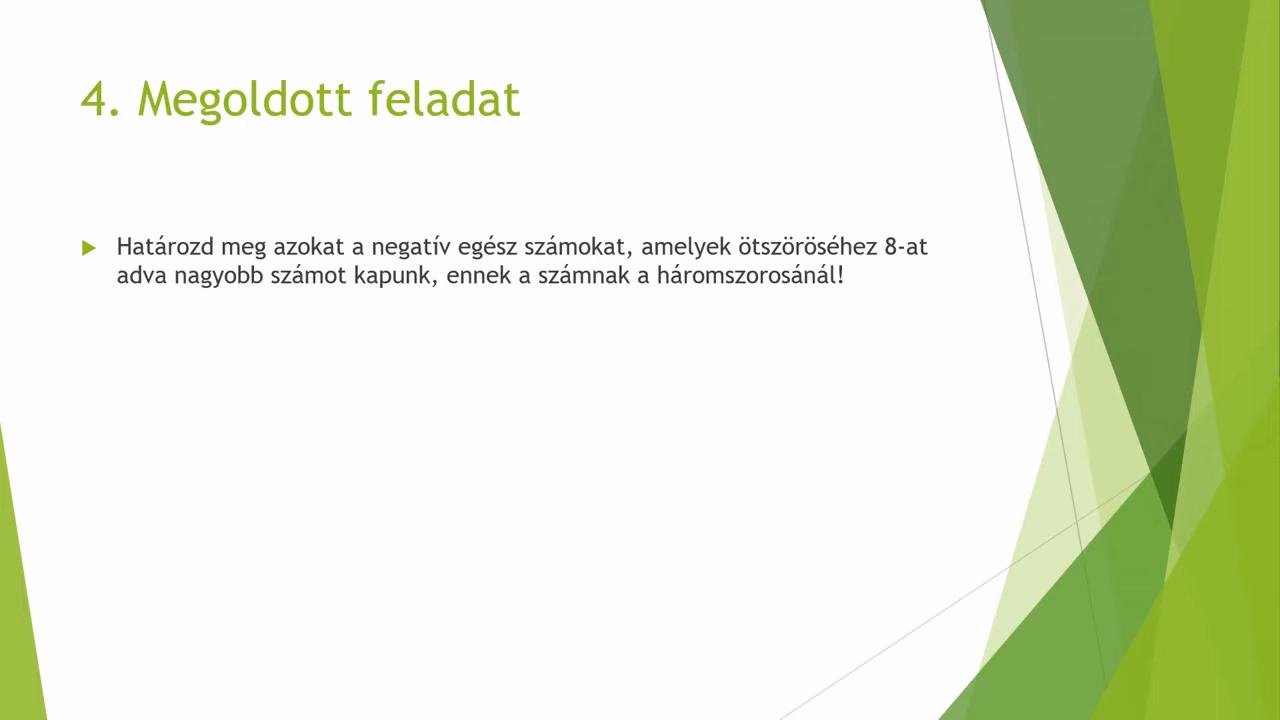 4. Megoldott feladat
Határozd meg azokat a negatív egész számokat, amelyek ötszöröséhez 8-at
adva nagyobb számot kapunk, ennek a számnak a háromszorosánál!